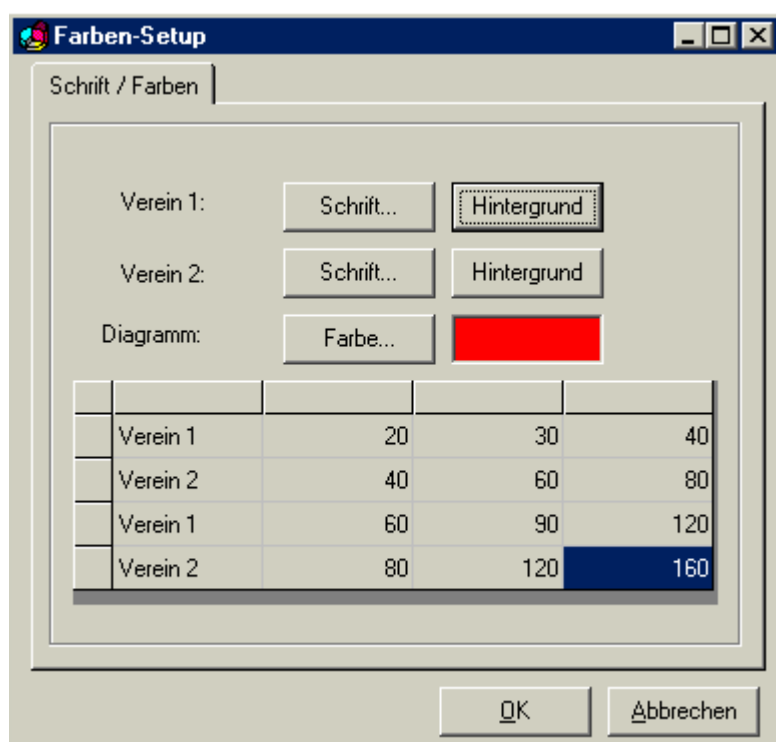 Farben-Setup
Schrift / Farben
Verein 1: Schrift... Hintergrund
Verein 2: Schrift... Hintergrund
Diagramm: Farbe...
Verein 1 20 30 40
Verein 2 40 60 80
Verein 1 60 90 120
Verein 2 80 120 160
OK Abbrechen